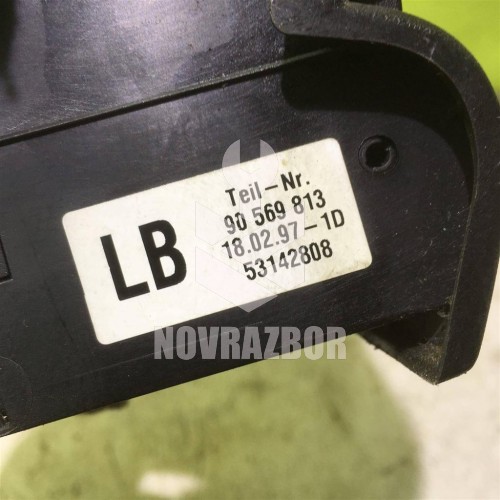 LB
Teil-Nr.
90 569 813
18.02.97-1D
53142808
NOVRAZBOR